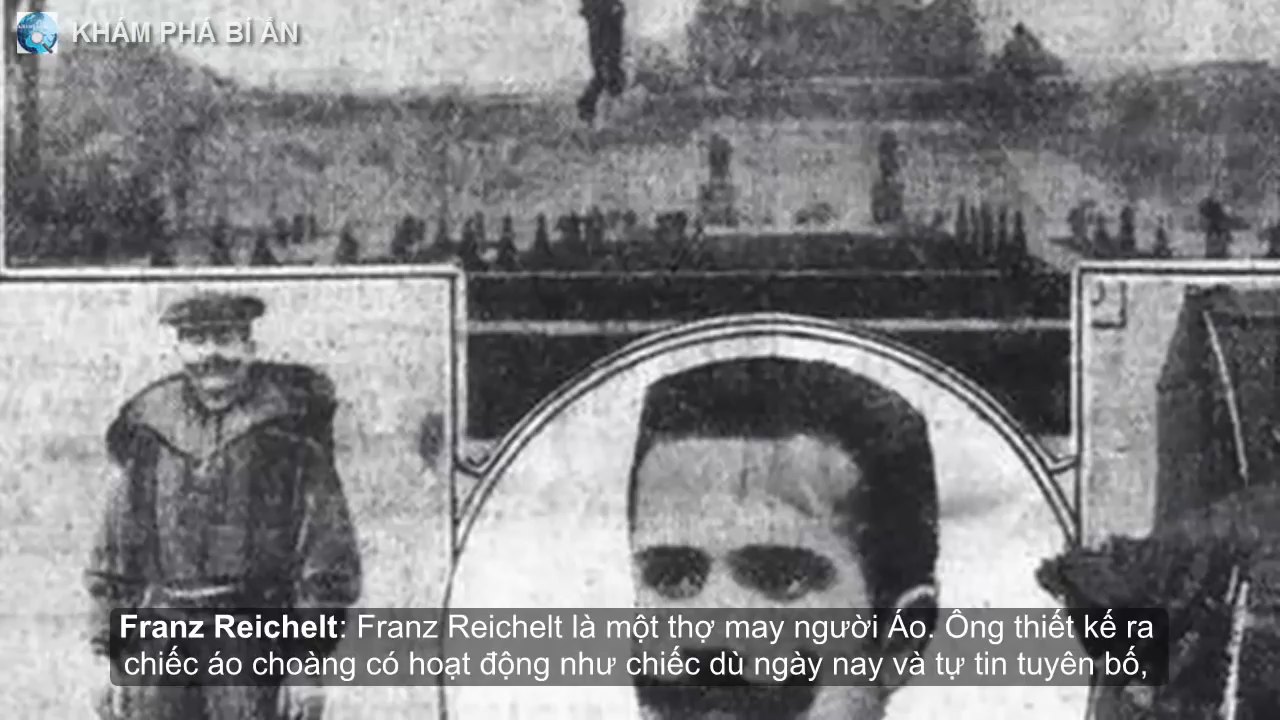 KHÁM PHÁ BÍ ẨN
Franz Reichelt: Franz Reichelt là một thợ may người Áo. Ông thiết kế ra
chiếc áo choàng có hoạt động như chiếc dù ngày nay và tự tin tuyên bố,